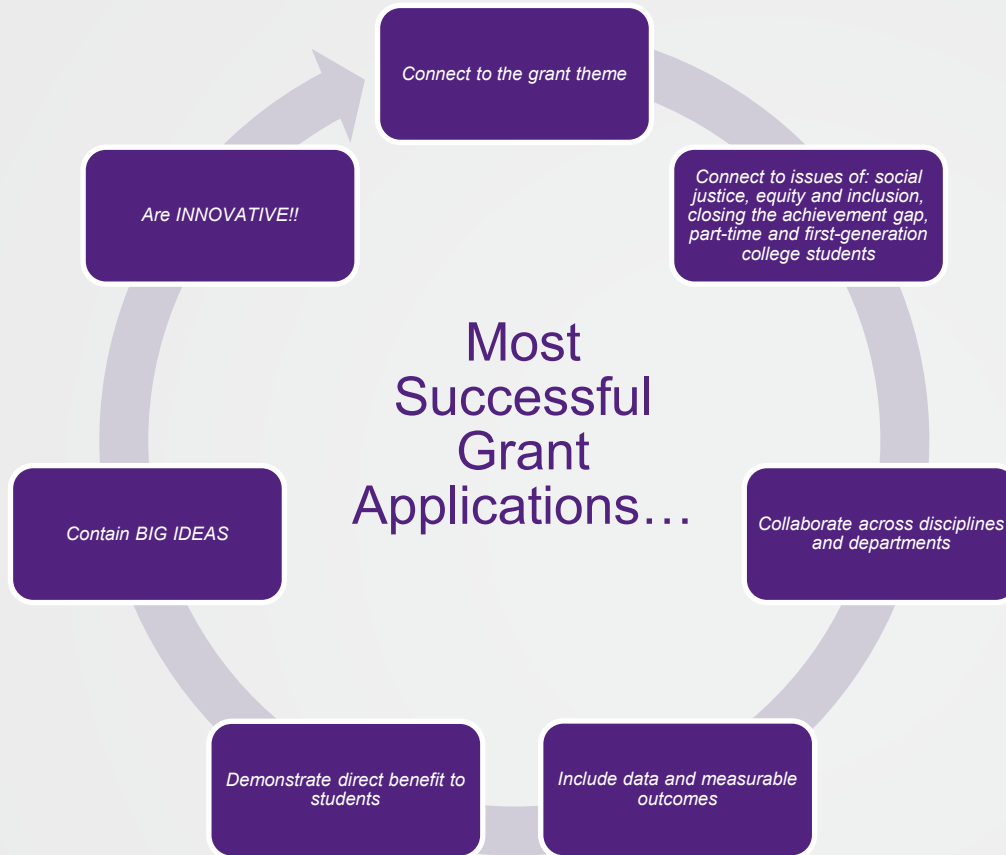 Most
Successful
Grant
Applications…
Connect to the grant theme
Connect to issues of: social
justice, equity and inclusion,
closing the achievement gap,
part-time and first-generation
college students
Collaborate across disciplines
and departments
Include data and measurable
outcomes
Demonstrate direct benefit to
students
Contain BIG IDEAS
Are INNOVATIVE!!